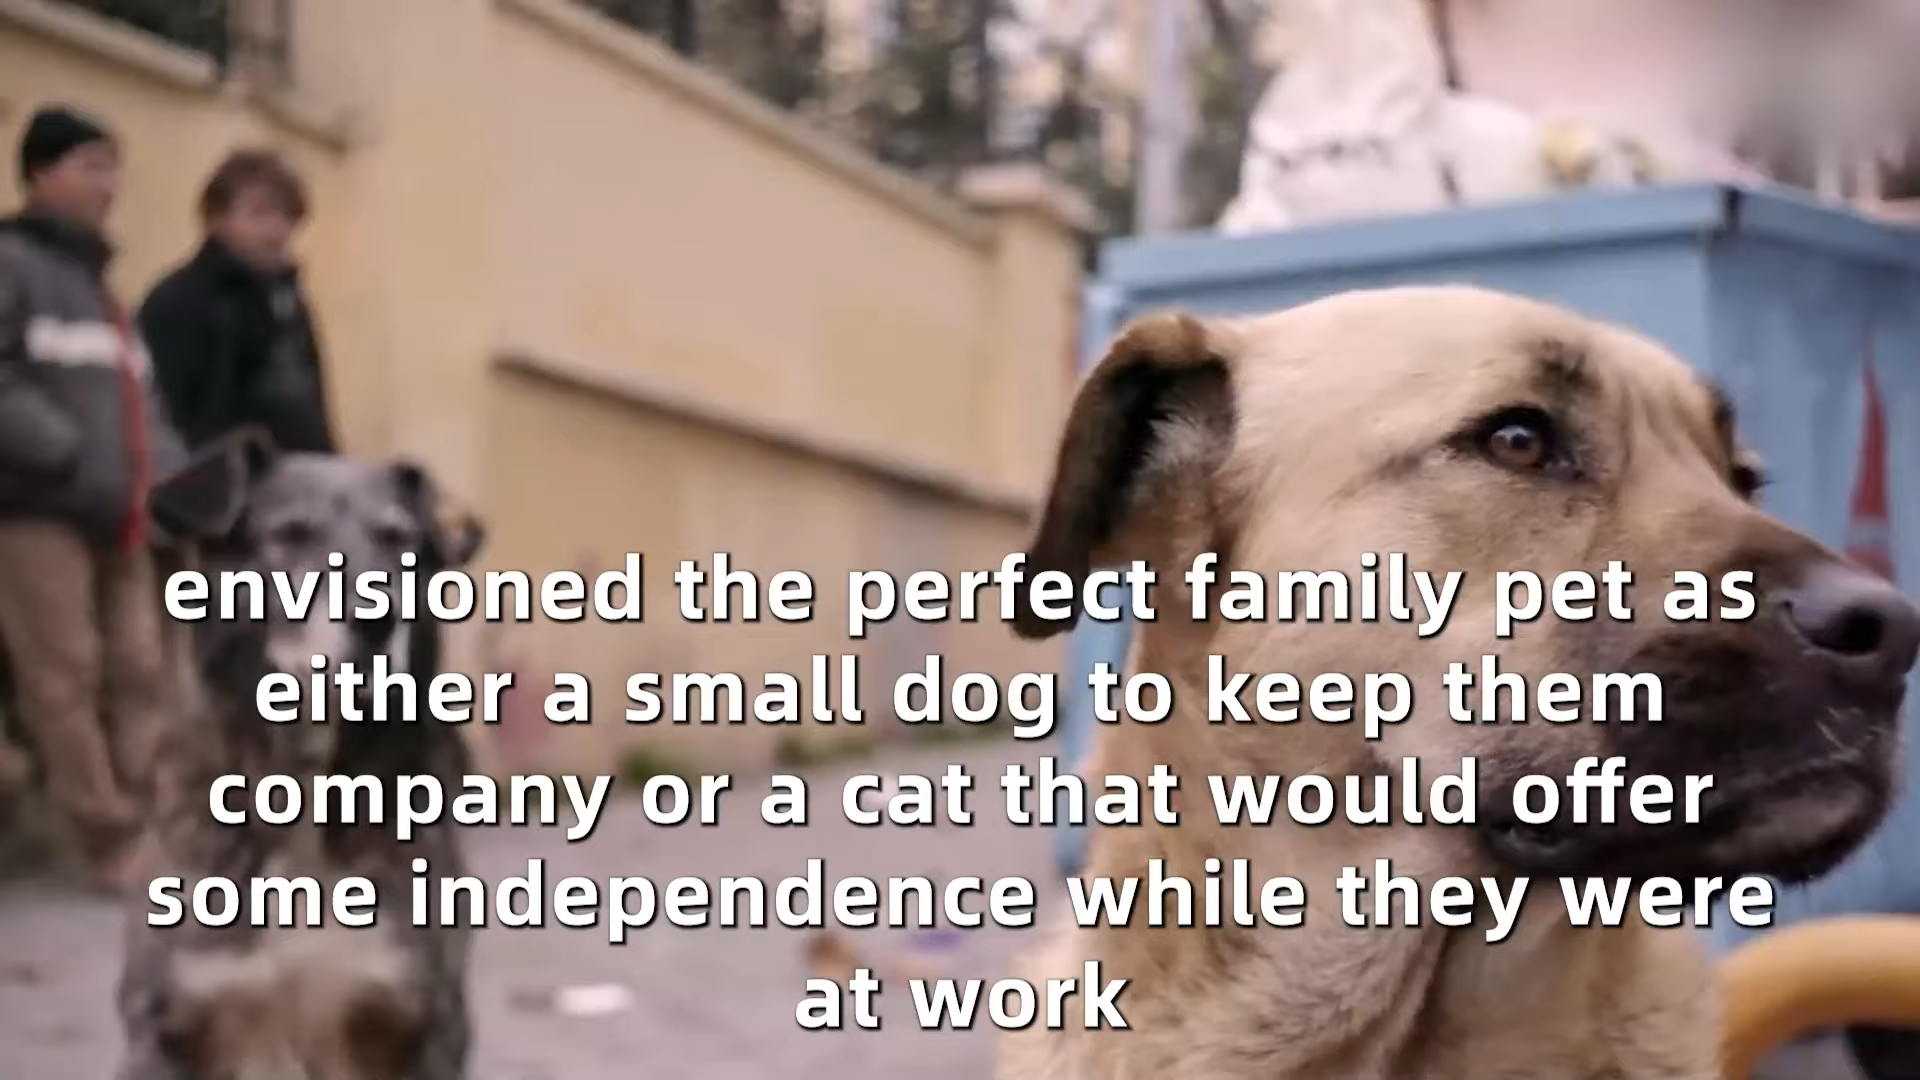 envisioned the perfect family pet as
either a small dog to keep them
company or a cat that would offer
some independence while they were
at work